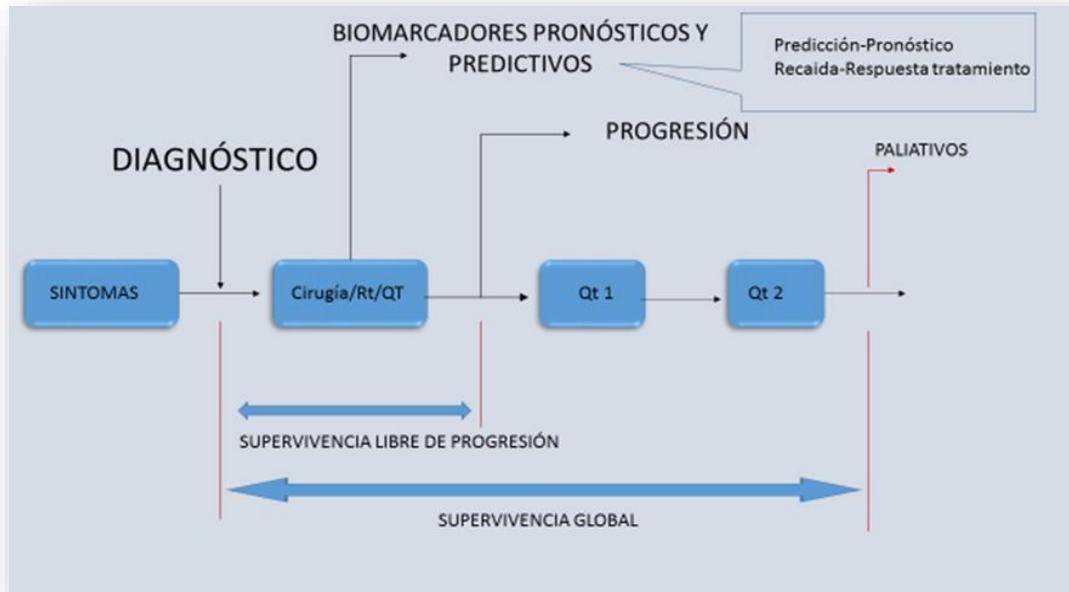 BIOMARCADORES PRONÓSTICOS Y
PREDICTIVOS
Predicción-Pronóstico
Recaida-Respuesta tratamiento
PROGRESIÓN
DIAGNÓSTICO
PALIATIVOS
SINTOMAS
Cirugía/Rt/QT
Qt 1
Qt 2
SUPERVIVENCIA LIBRE DE PROGRESIÓN
SUPERVIVENCIA GLOBAL